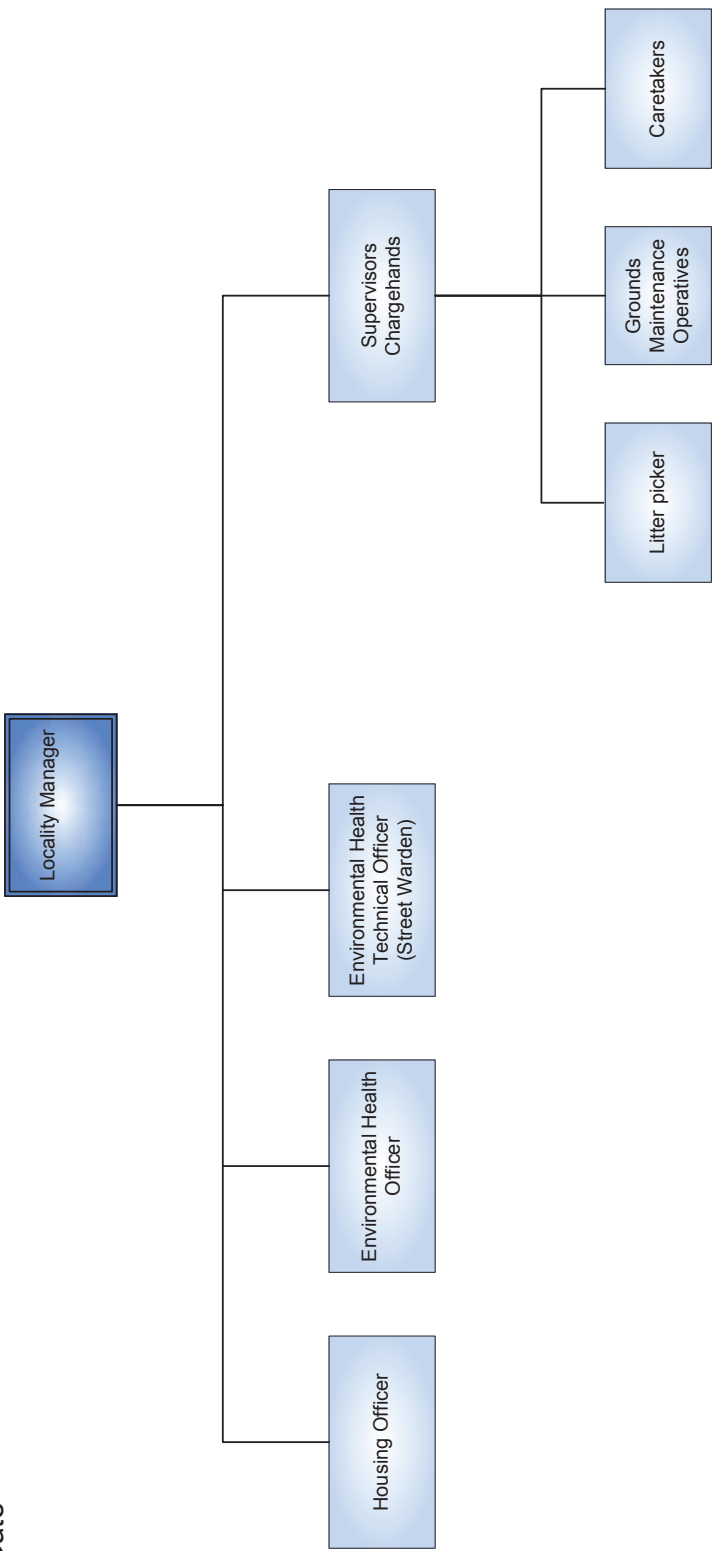 Locality Manager
Housing Officer
Environmental Health
Officer
Environmental Health
Technical Officer
(Street Warden)
Supervisors
Chargehands
Litter picker
Grounds
Maintenance
Operatives
Caretakers